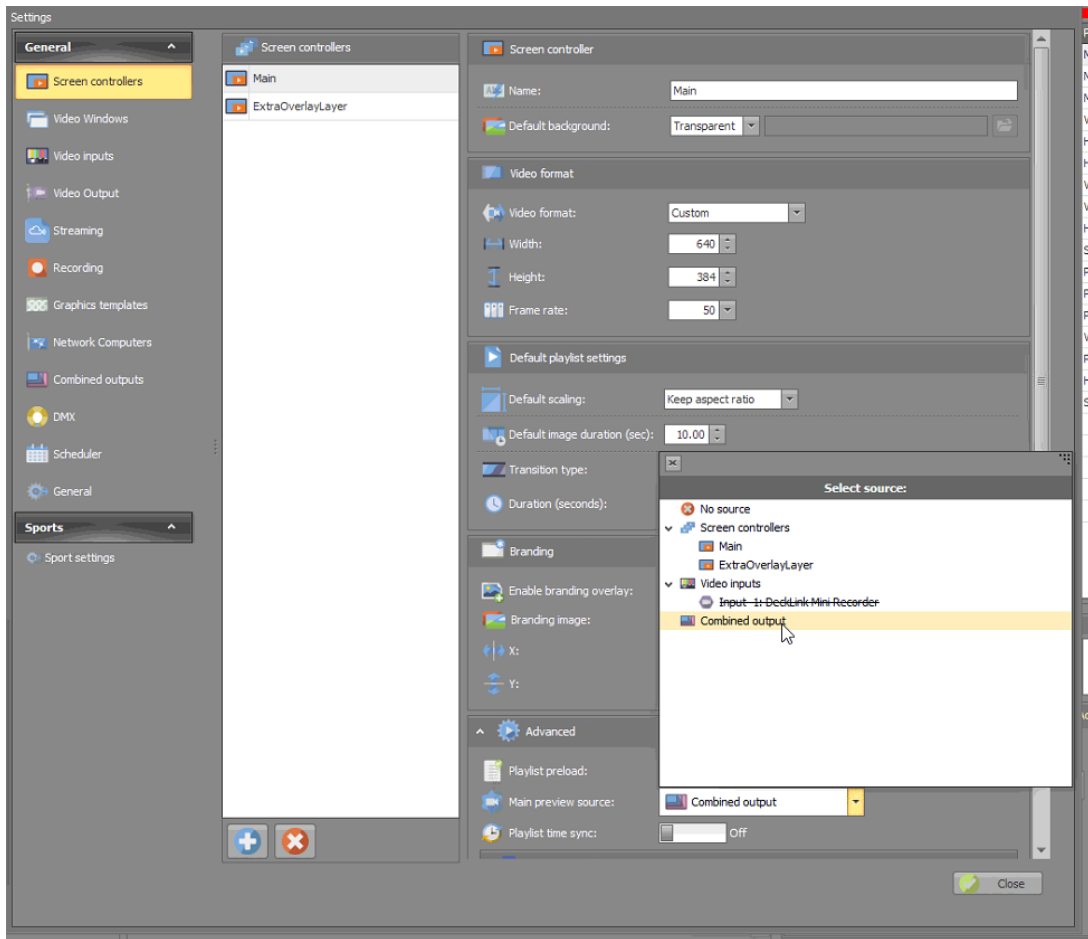 Settings
General
Screen controllers
Video Windows
Video inputs
Video Output
Streaming
Recording
Graphics templates
Network Computers
Combined outputs
DMX
Scheduler
General
Sports
Sport settings
Screen controllers
Main
ExtraOverlayLayer
Screen controller
Name: Main
Default background: Transparent
Video format
Video format: Custom
Width: 640
Height: 384
Frame rate: 50
Default playlist settings
Default scaling: Keep aspect ratio
Default image duration (sec): 10.00
Transition type:
Duration (seconds):
Branding
Enable branding overlay:
Branding image:
X:
Y:
Advanced
Playlist preload:
Main preview source: Combined output
Playlist time sync: Off
Select source:
No source
Screen controllers
Main
ExtraOverlayLayer
Video inputs
Input 1: DeckLink Mini Recorder
Combined output
Close